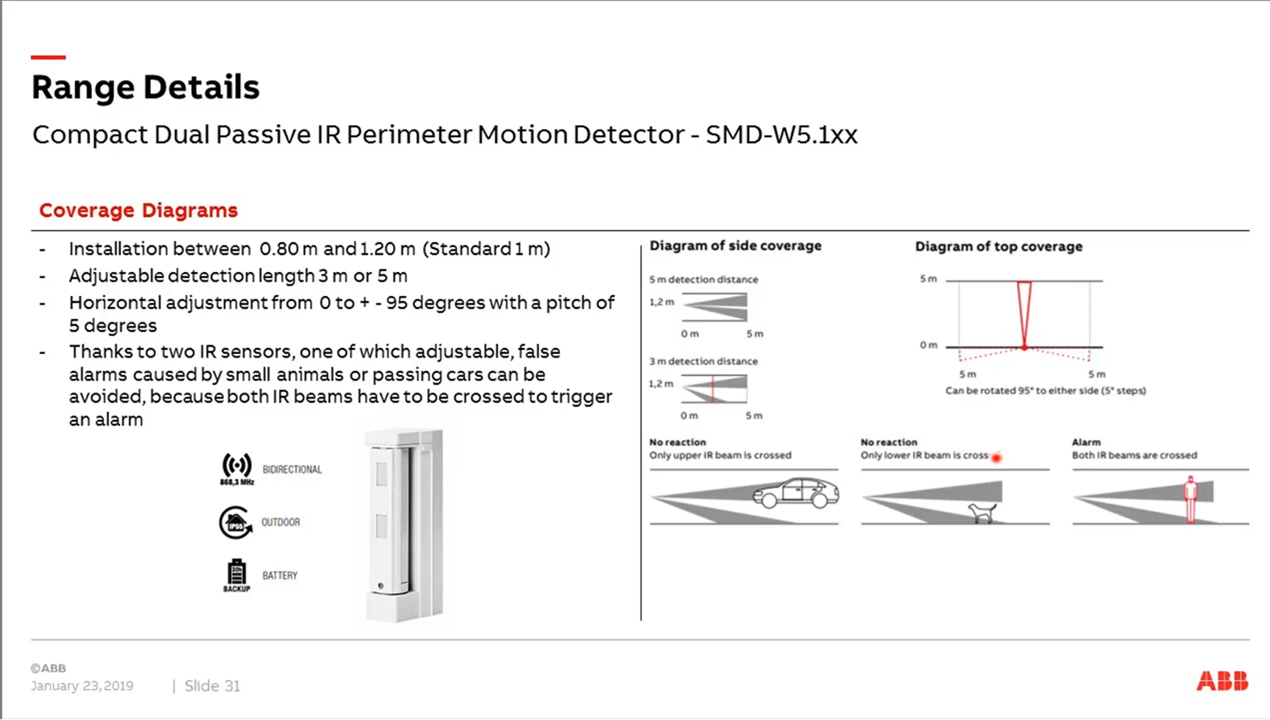 Range Details
Compact Dual Passive IR Perimeter Motion Detector - SMD-W5.1xx
Coverage Diagrams
- Installation between 0.80 m and 1.20 m (Standard 1 m)
- Adjustable detection length 3 m or 5 m
- Horizontal adjustment from 0 to + - 95 degrees with a pitch of
5 degrees
- Thanks to two IR sensors, one of which adjustable, false
alarms caused by small animals or passing cars can be
avoided, because both IR beams have to be crossed to trigger
an alarm
BIDIRECTIONAL
868,3 MHz
IP55
OUTDOOR
30h
BATTERY
BACKUP
Diagram of side coverage
5 m detection distance
1,2 m
0 m 5 m
3 m detection distance
1,2 m
0 m 5 m
Diagram of top coverage
5 m
0 m
5 m 5 m
Can be rotated 95° to either side (5° steps)
No reaction
Only upper IR beam is crossed
No reaction
Only lower IR beam is cross
Alarm
Both IR beams are crossed
©ABB
January 23, 2019 | Slide 31
ABB